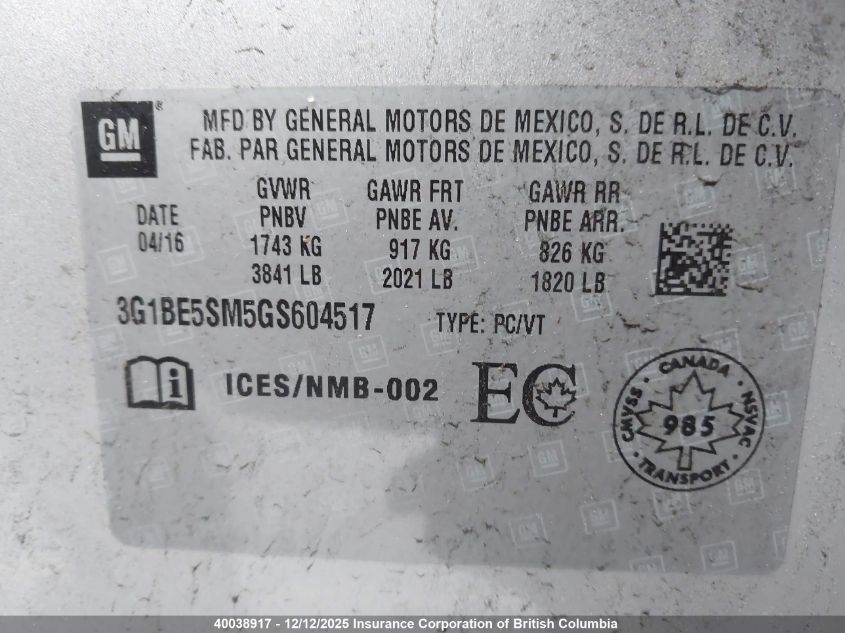 GM ®
MFD BY GENERAL MOTORS DE MEXICO, S. DE R.L. DE C.V.
FAB. PAR GENERAL MOTORS DE MEXICO, S. DE R.L. DE C.V.
GVWR GAWR FRT GAWR RR
DATE PNBV PNBE AV. PNBE ARR.
04/16 1743 KG 917 KG 826 KG
3841 LB 2021 LB 1820 LB
3G1BE5SM5GS604517 TYPE: PC/VT
i ICES/NMB-002 EC
CANADA
CMVSS · NSVAC
985
TRANSPORT
40038917 - 12/12/2025 Insurance Corporation of British Columbia